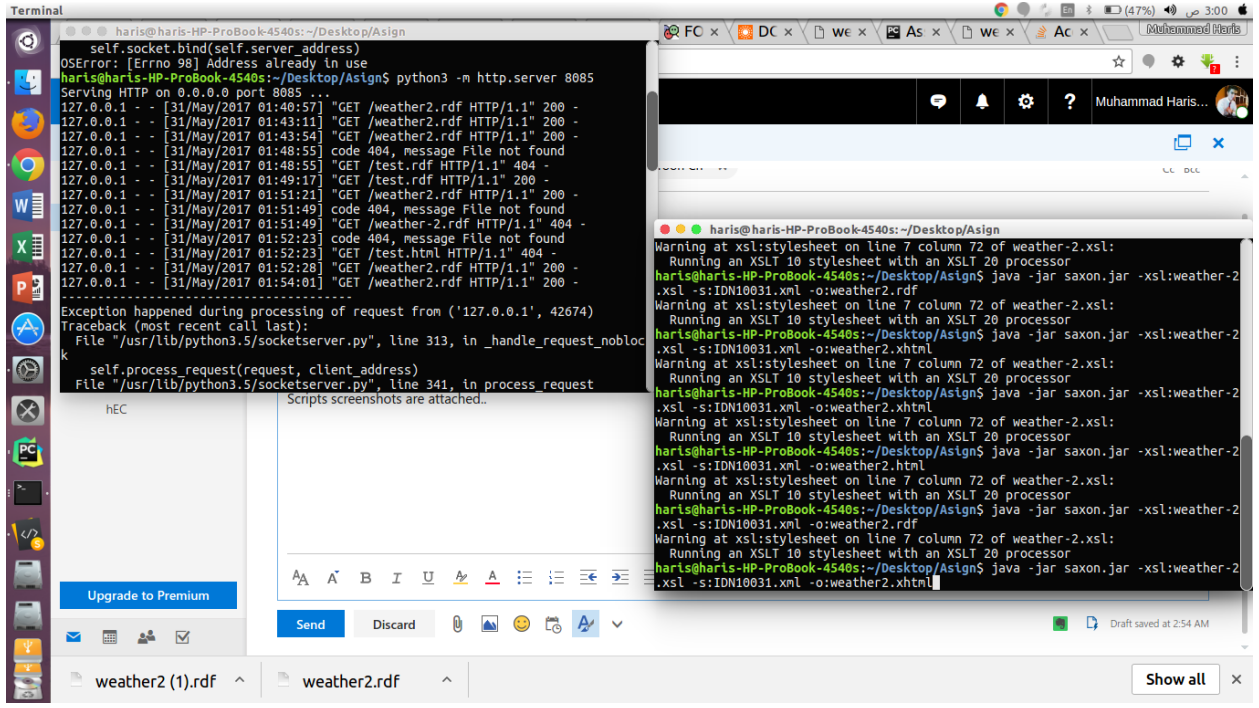 Terminal
En
(47%)
3:00 ص
haris@haris-HP-ProBook-4540s: ~/Desktop/Asign
self.socket.bind(self.server_address)
OSError: [Errno 98] Address already in use
haris@haris-HP-ProBook-4540s:~/Desktop/Asign$ python3 -m http.server 8085
Serving HTTP on 0.0.0.0 port 8085 ...
127.0.0.1 - - [31/May/2017 01:40:57] "GET /weather2.rdf HTTP/1.1" 200 -
127.0.0.1 - - [31/May/2017 01:43:11] "GET /weather2.rdf HTTP/1.1" 200 -
127.0.0.1 - - [31/May/2017 01:43:54] "GET /weather2.rdf HTTP/1.1" 200 -
127.0.0.1 - - [31/May/2017 01:48:55] code 404, message File not found
127.0.0.1 - - [31/May/2017 01:48:55] "GET /test.rdf HTTP/1.1" 404 -
127.0.0.1 - - [31/May/2017 01:49:17] "GET /test.rdf HTTP/1.1" 200 -
127.0.0.1 - - [31/May/2017 01:51:21] "GET /weather2.rdf HTTP/1.1" 200 -
127.0.0.1 - - [31/May/2017 01:51:49] code 404, message File not found
127.0.0.1 - - [31/May/2017 01:51:49] "GET /weather-2.rdf HTTP/1.1" 404 -
127.0.0.1 - - [31/May/2017 01:52:23] code 404, message File not found
127.0.0.1 - - [31/May/2017 01:52:23] "GET /test.html HTTP/1.1" 404 -
127.0.0.1 - - [31/May/2017 01:52:28] "GET /weather2.rdf HTTP/1.1" 200 -
127.0.0.1 - - [31/May/2017 01:54:01] "GET /weather2.rdf HTTP/1.1" 200 -
----------------------------------------
Exception happened during processing of request from ('127.0.0.1', 42674)
Traceback (most recent call last):
File "/usr/lib/python3.5/socketserver.py", line 313, in _handle_request_nobloc
k
self.process_request(request, client_address)
File "/usr/lib/python3.5/socketserver.py", line 341, in process_request
FO
DC
we
As
we
Ac
Muhammad Haris
Muhammad Haris...
Cc Bcc
haris@haris-HP-ProBook-4540s: ~/Desktop/Asign
Warning at xsl:stylesheet on line 7 column 72 of weather-2.xsl:
Running an XSLT 10 stylesheet with an XSLT 20 processor
haris@haris-HP-ProBook-4540s:~/Desktop/Asign$ java -jar saxon.jar -xsl:weather-2
.xsl -s:IDN10031.xml -o:weather2.rdf
Warning at xsl:stylesheet on line 7 column 72 of weather-2.xsl:
Running an XSLT 10 stylesheet with an XSLT 20 processor
haris@haris-HP-ProBook-4540s:~/Desktop/Asign$ java -jar saxon.jar -xsl:weather-2
.xsl -s:IDN10031.xml -o:weather2.xhtml
Warning at xsl:stylesheet on line 7 column 72 of weather-2.xsl:
Running an XSLT 10 stylesheet with an XSLT 20 processor
haris@haris-HP-ProBook-4540s:~/Desktop/Asign$ java -jar saxon.jar -xsl:weather-2
.xsl -s:IDN10031.xml -o:weather2.xhtml
Warning at xsl:stylesheet on line 7 column 72 of weather-2.xsl:
Running an XSLT 10 stylesheet with an XSLT 20 processor
haris@haris-HP-ProBook-4540s:~/Desktop/Asign$ java -jar saxon.jar -xsl:weather-2
.xsl -s:IDN10031.xml -o:weather2.html
Warning at xsl:stylesheet on line 7 column 72 of weather-2.xsl:
Running an XSLT 10 stylesheet with an XSLT 20 processor
haris@haris-HP-ProBook-4540s:~/Desktop/Asign$ java -jar saxon.jar -xsl:weather-2
.xsl -s:IDN10031.xml -o:weather2.rdf
Warning at xsl:stylesheet on line 7 column 72 of weather-2.xsl:
Running an XSLT 10 stylesheet with an XSLT 20 processor
haris@haris-HP-ProBook-4540s:~/Desktop/Asign$ java -jar saxon.jar -xsl:weather-2
.xsl -s:IDN10031.xml -o:weather2.xhtml
hEC
Scripts screenshots are attached..
Upgrade to Premium
Send
Discard
Draft saved at 2:54 AM
weather2 (1).rdf
weather2.rdf
Show all